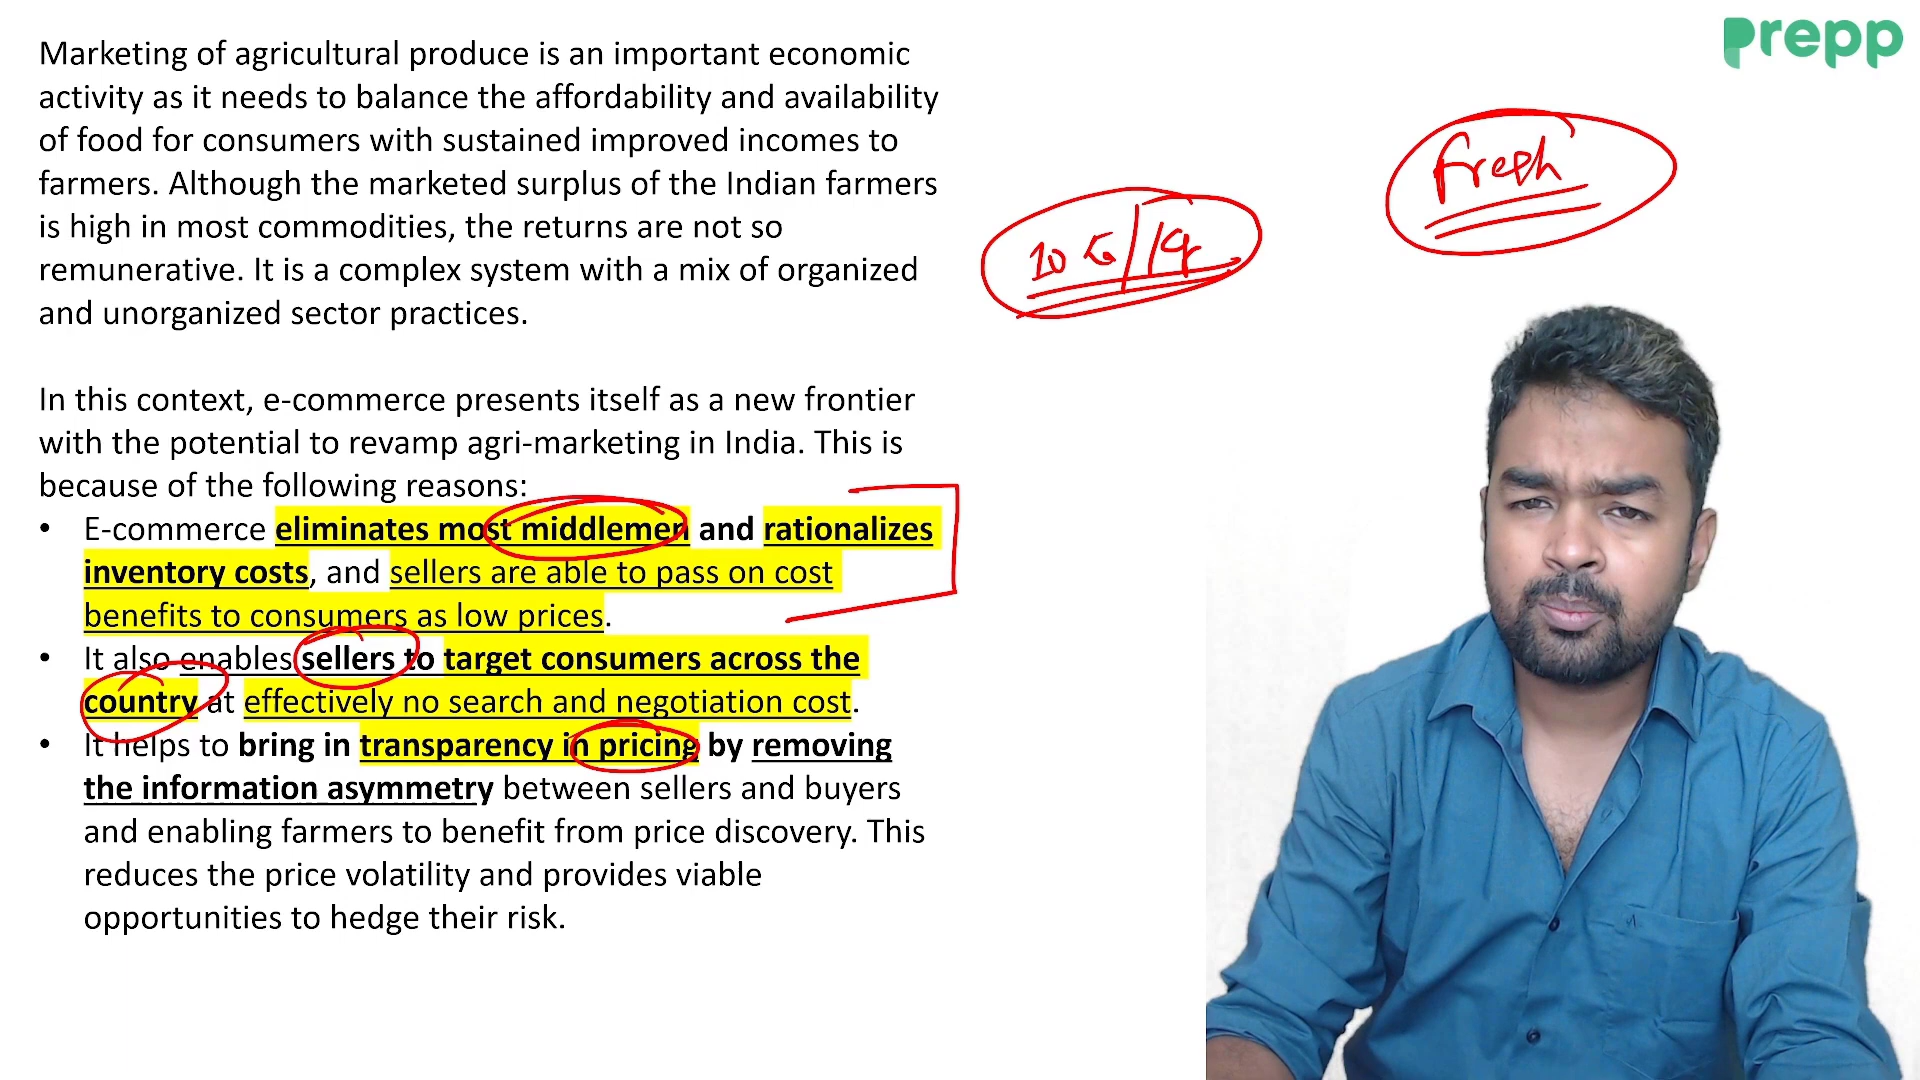 Marketing of agricultural produce is an important economic
activity as it needs to balance the affordability and availability
of food for consumers with sustained improved incomes to
farmers. Although the marketed surplus of the Indian farmers
is high in most commodities, the returns are not so
remunerative. It is a complex system with a mix of organized
and unorganized sector practices.
In this context, e-commerce presents itself as a new frontier
with the potential to revamp agri-marketing in India. This is
because of the following reasons:
• E-commerce eliminates most middlemen and rationalizes
inventory costs, and sellers are able to pass on cost
benefits to consumers as low prices.
• It also enables sellers to target consumers across the
country at effectively no search and negotiation cost.
• It helps to bring in transparency in pricing by removing
the information asymmetry between sellers and buyers
and enabling farmers to benefit from price discovery. This
reduces the price volatility and provides viable
opportunities to hedge their risk.
Fresh
prepp